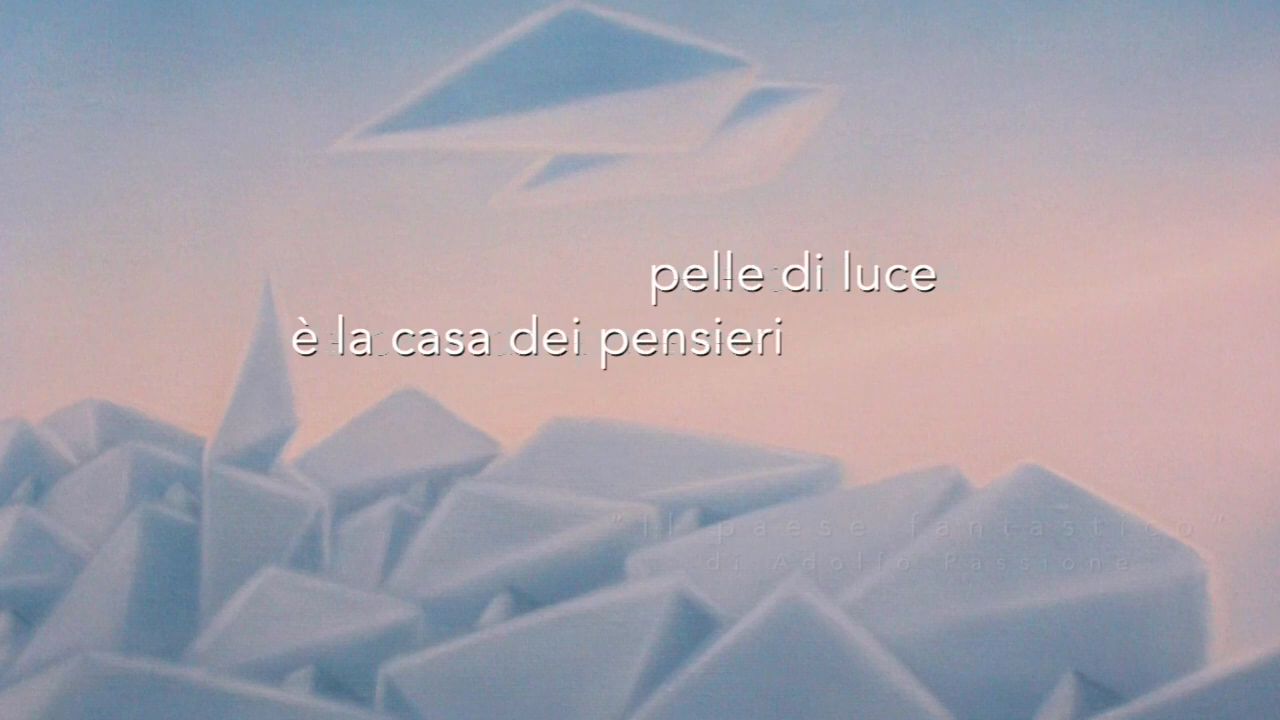 pelle di luce
è la casa dei pensieri
"Il paese fantastico"
di Adolfo Passione